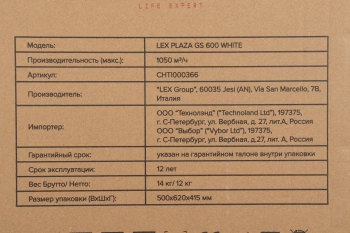 LIFE EXPERT
Модель: LEX PLAZA GS 600 WHITE
Производительность (макс.): 1050 м³/ч
Артикул: CHTI000366
Производитель: "LEX Group", 60035 Jesi (AN), Via San Marcello, 7B,
Италия
Импортер: ООО "Техноланд" ("Technoland Ltd"), 197375,
г. С-Петербург, ул. Вербная, д.27, лит.А, Россия
ООО "Выбор" ("Vybor Ltd"), 197375,
г. С-Петербург, ул. Вербная, д. 27, лит.А, Россия
Гарантийный срок: указан на гарантийном талоне внутри упаковки
Срок эксплуатации: 12 лет
Вес Брутто/ Нетто: 14 кг/ 12 кг
Размер упаковки (ВхШхГ): 500х620х415 мм